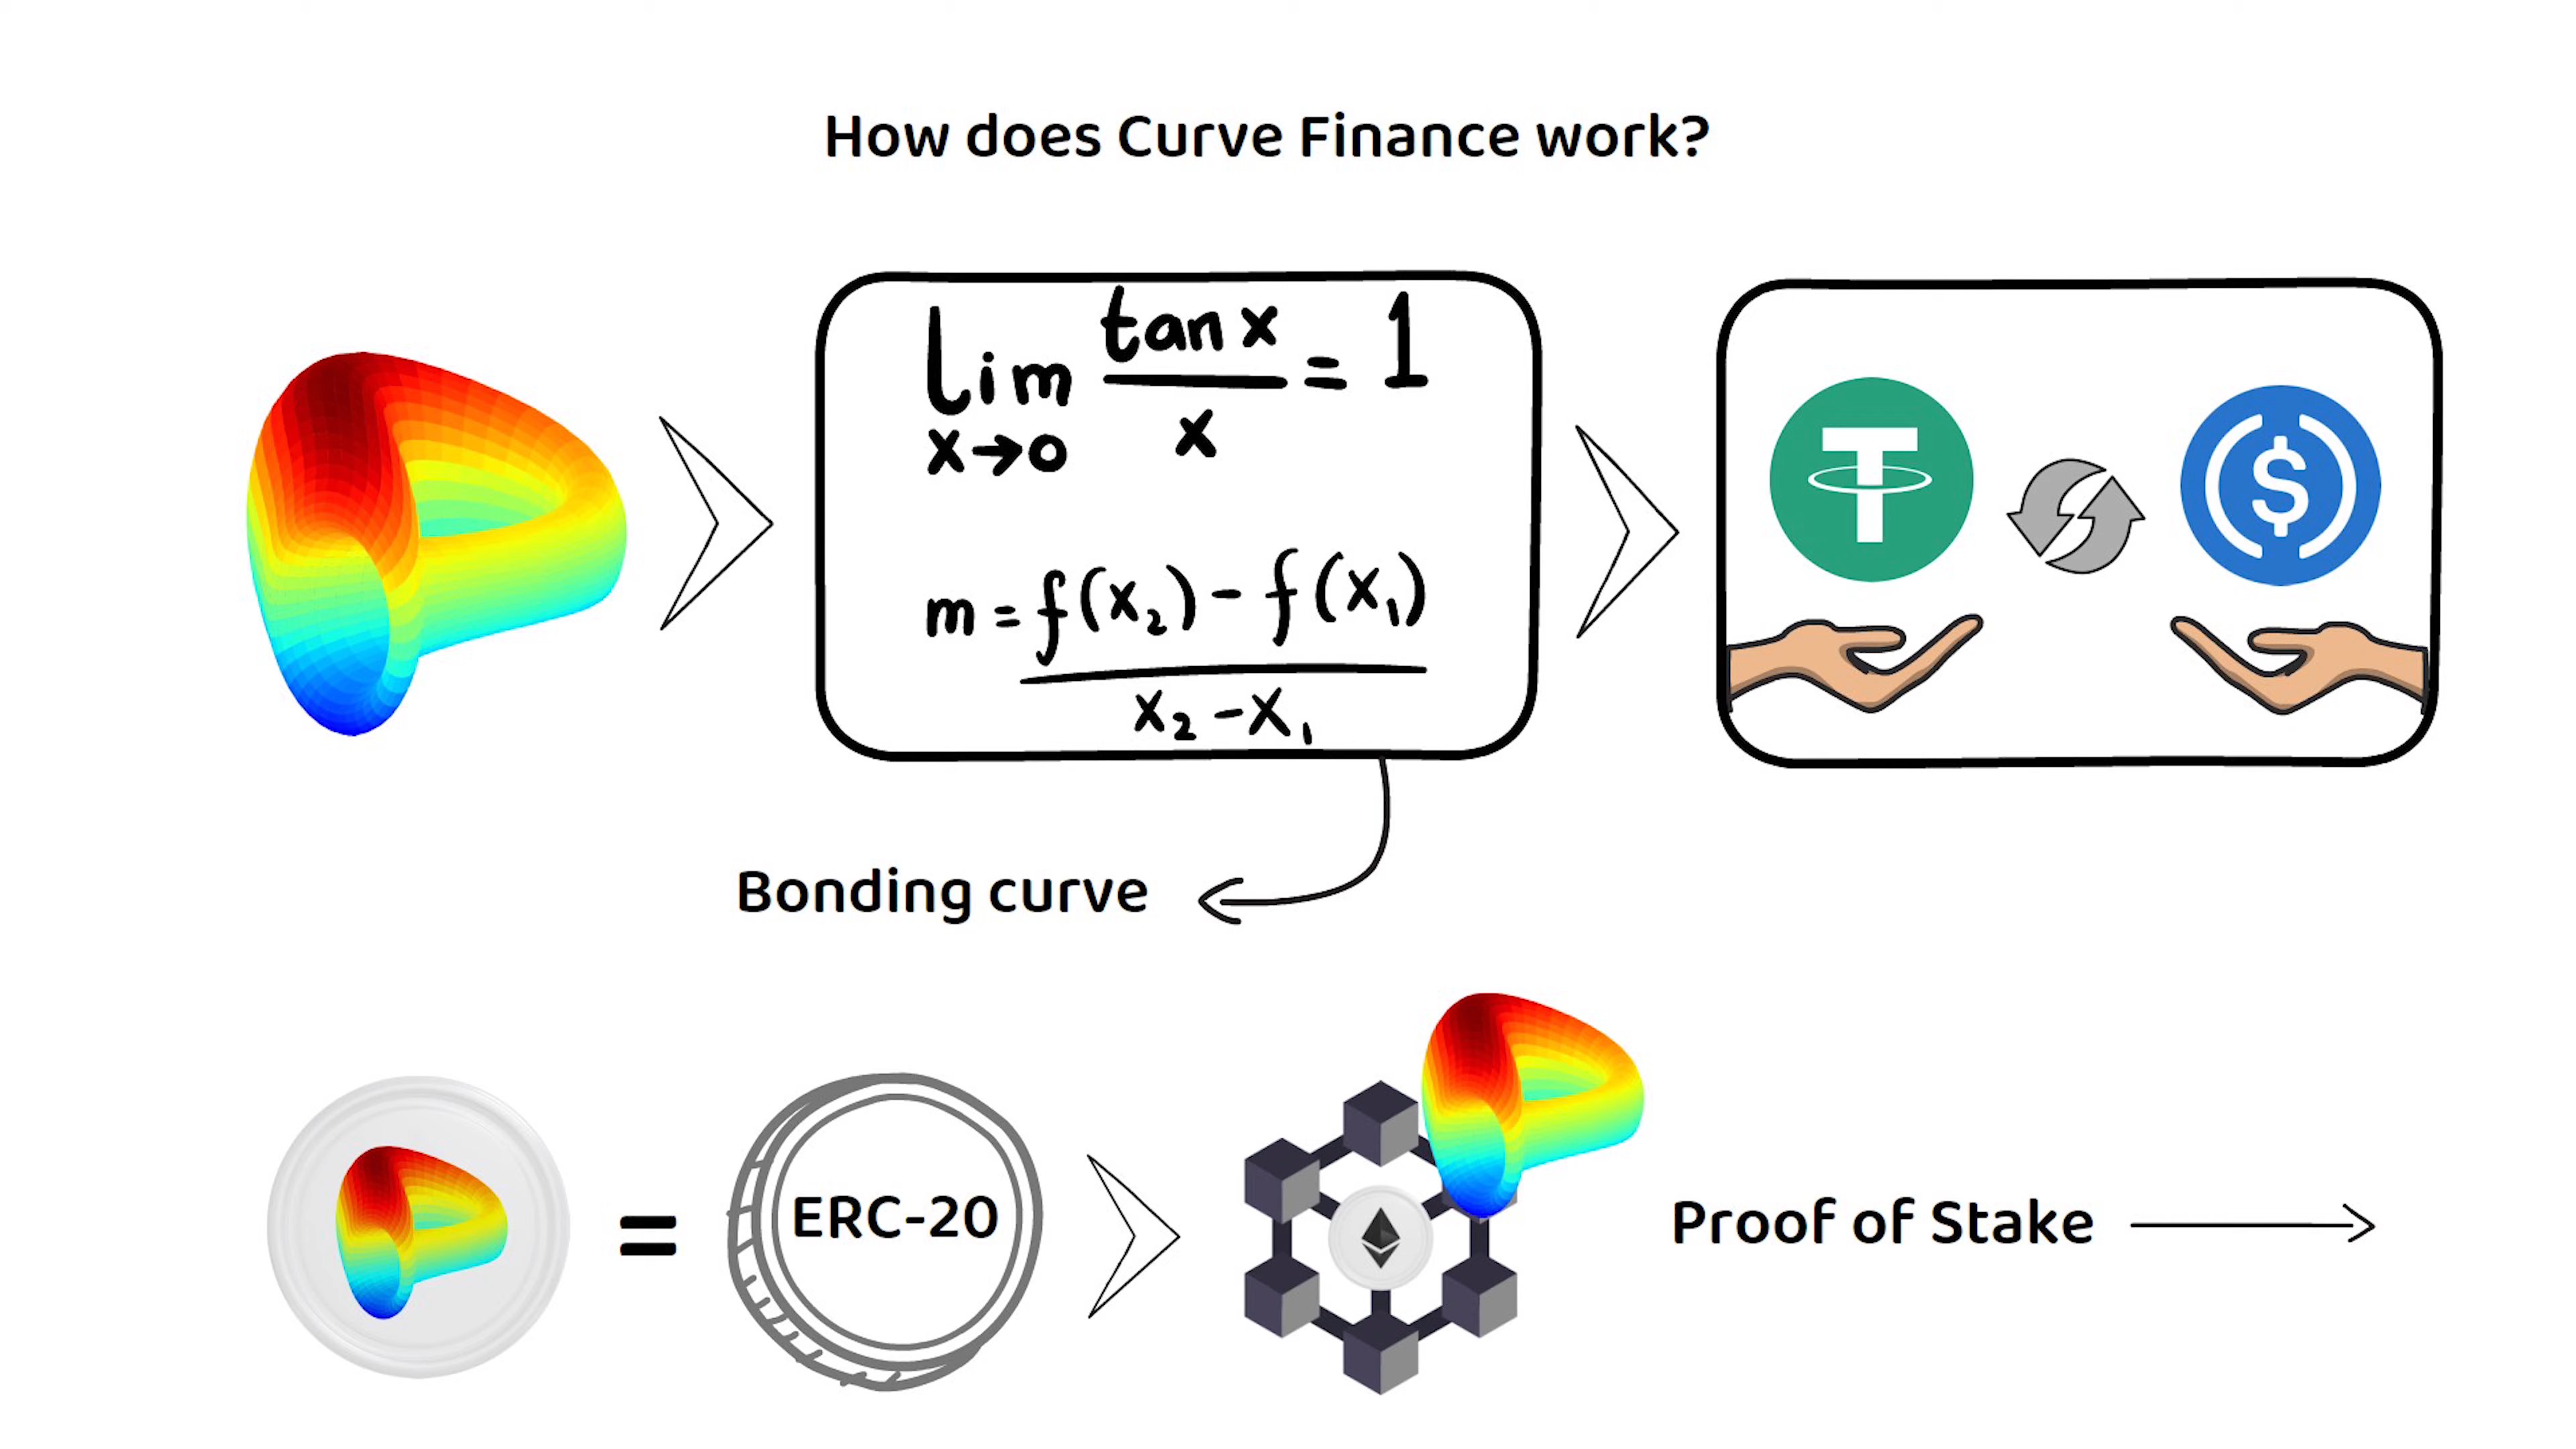 How does Curve Finance work?
lim tan x / x = 1
x→0
m = f(x₂) - f(x₁)
x₂ - x₁
Bonding curve
ERC-20
Proof of Stake